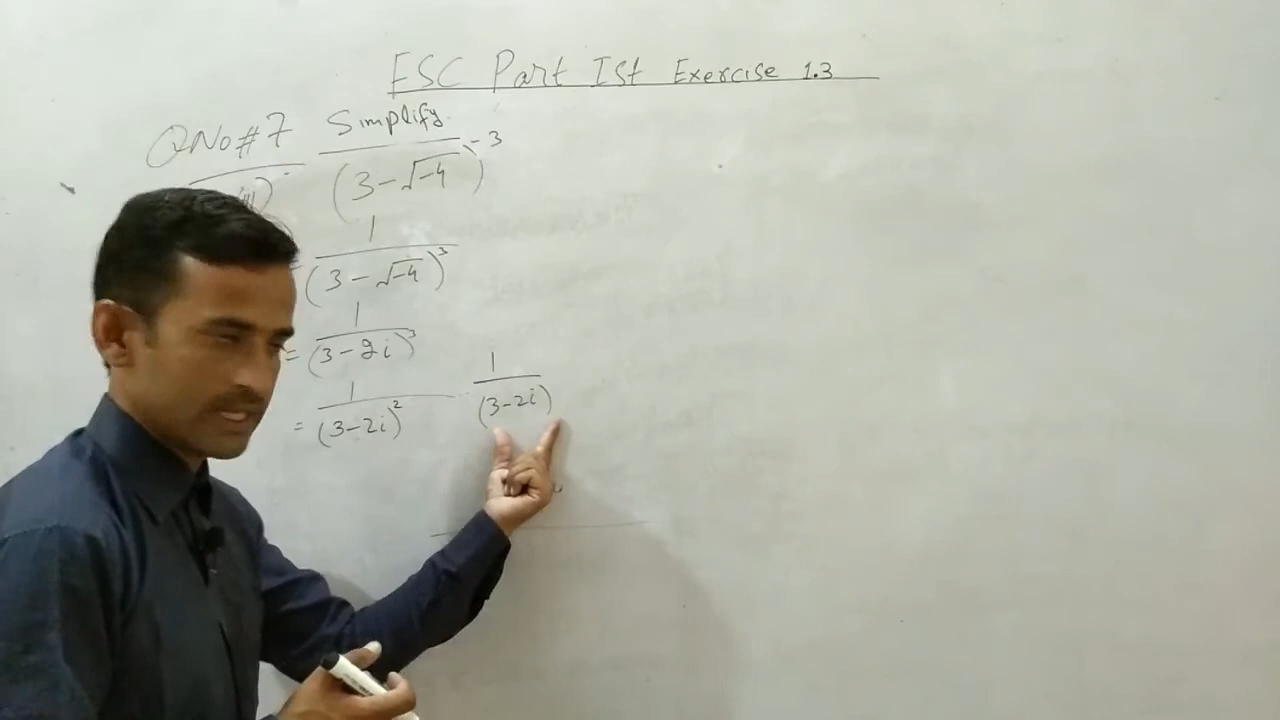 FSC Part Ist Exercise 1.3
QNo#7 Simplify.
(iii) (3-√-4)^-3
= 1/(3-√-4)^3
= 1/(3-2i)^3
= 1/(3-2i)^2 · 1/(3-2i)